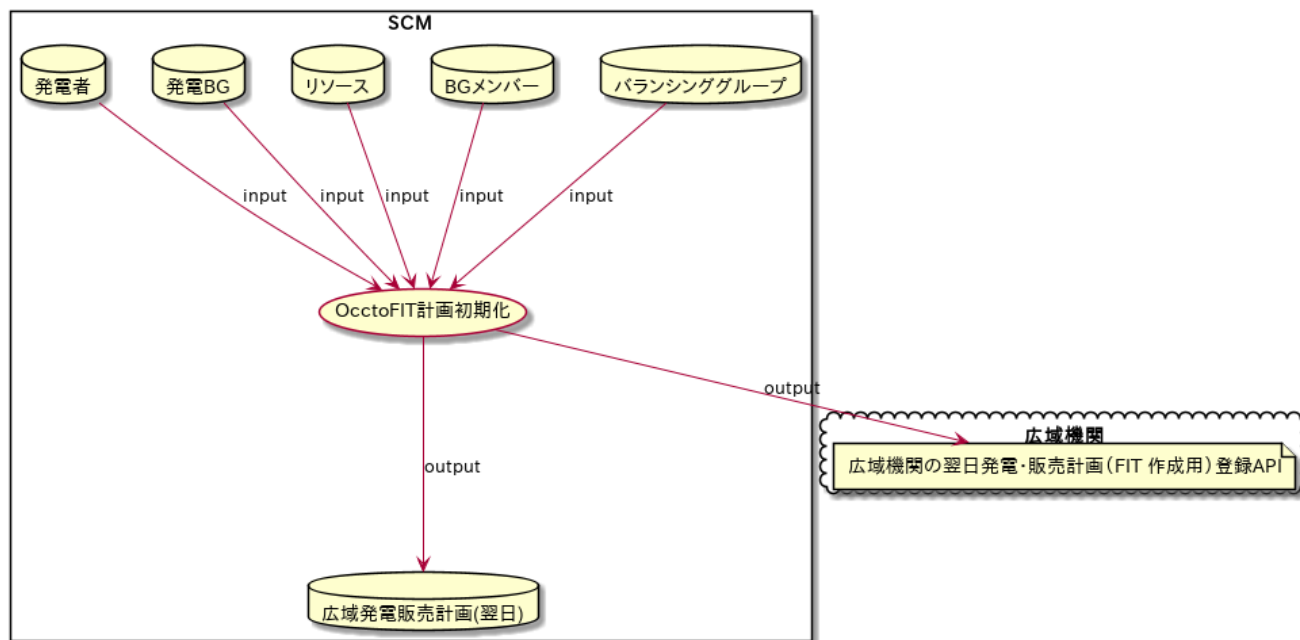 SCM
発電者
発電BG
リソース
BGメンバー
バランシンググループ
input
input
input
input
input
OcctoFIT計画初期化
output
広域機関
広域機関の翌日発電・販売計画（FIT 作成用）登録API
output
広域発電販売計画(翌日)